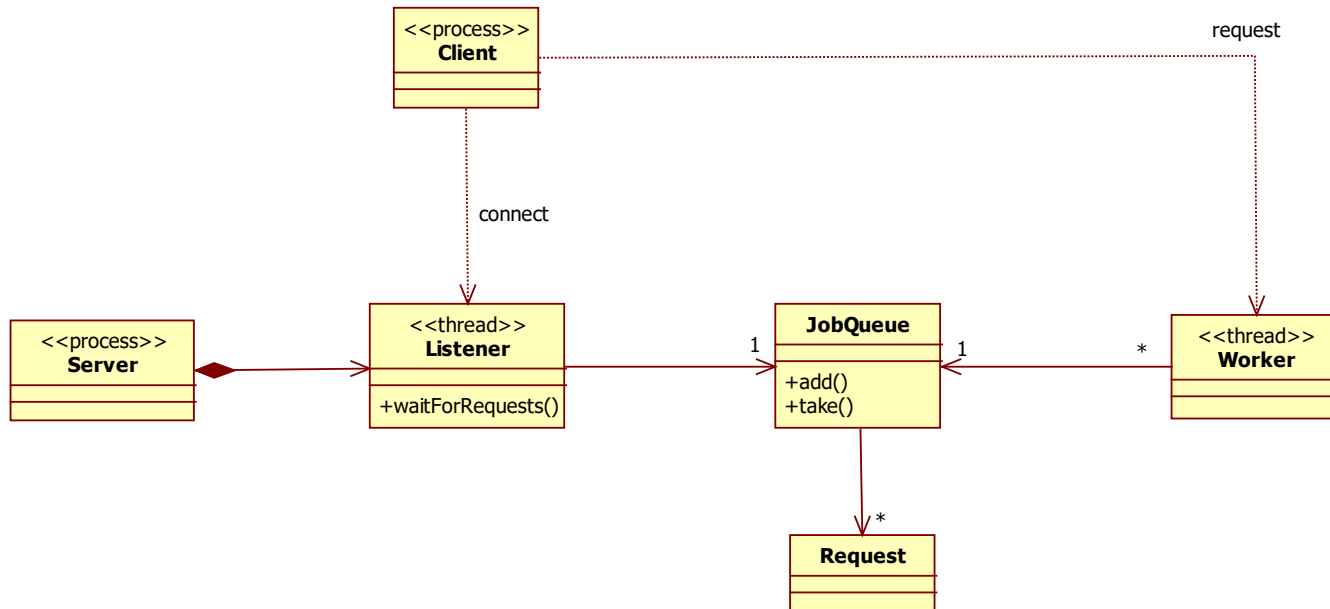 <<process>>
Client
request
connect
<<process>>
Server
<<thread>>
Listener
+waitForRequests()
1
JobQueue
+add()
+take()
1
*
<<thread>>
Worker
*
Request